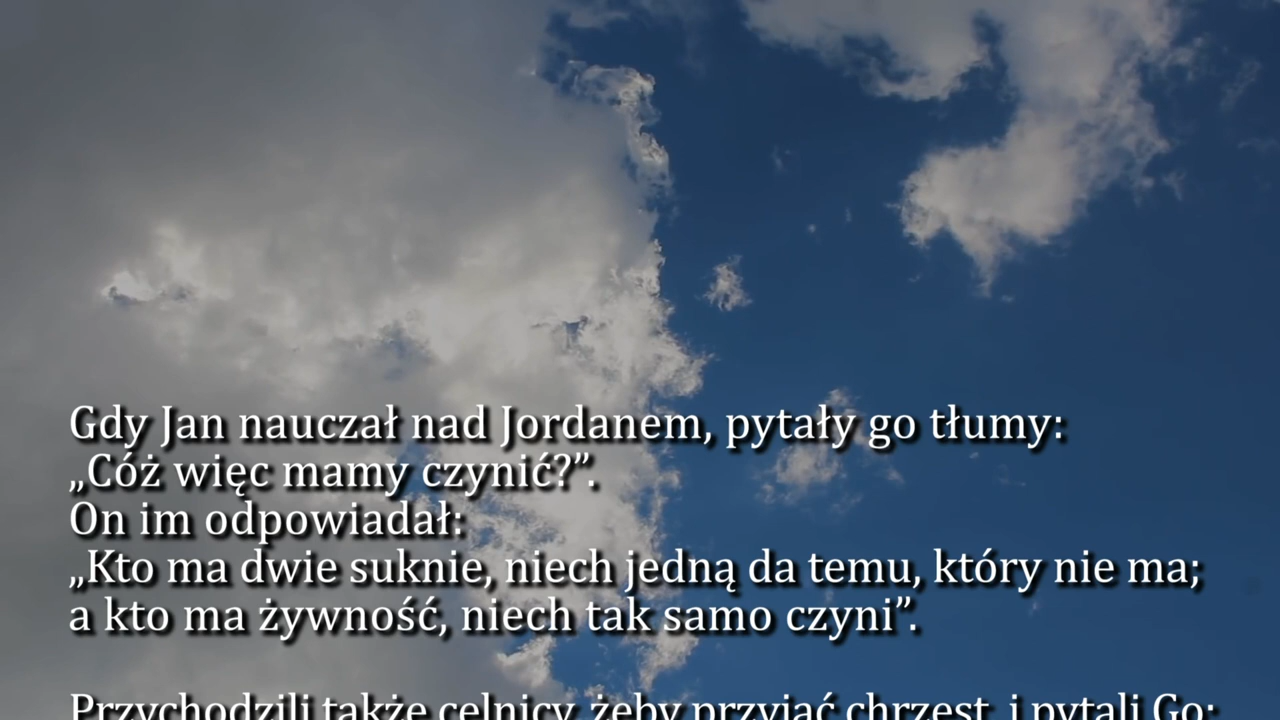 Gdy Jan nauczał nad Jordanem, pytały go tłumy:
„Cóż więc mamy czynić?”.
On im odpowiadał:
„Kto ma dwie suknie, niech jedną da temu, który nie ma;
a kto ma żywność, niech tak samo czyni”.
Przychodzili także celnicy, żeby przyjąć chrzest, i pytali Go: